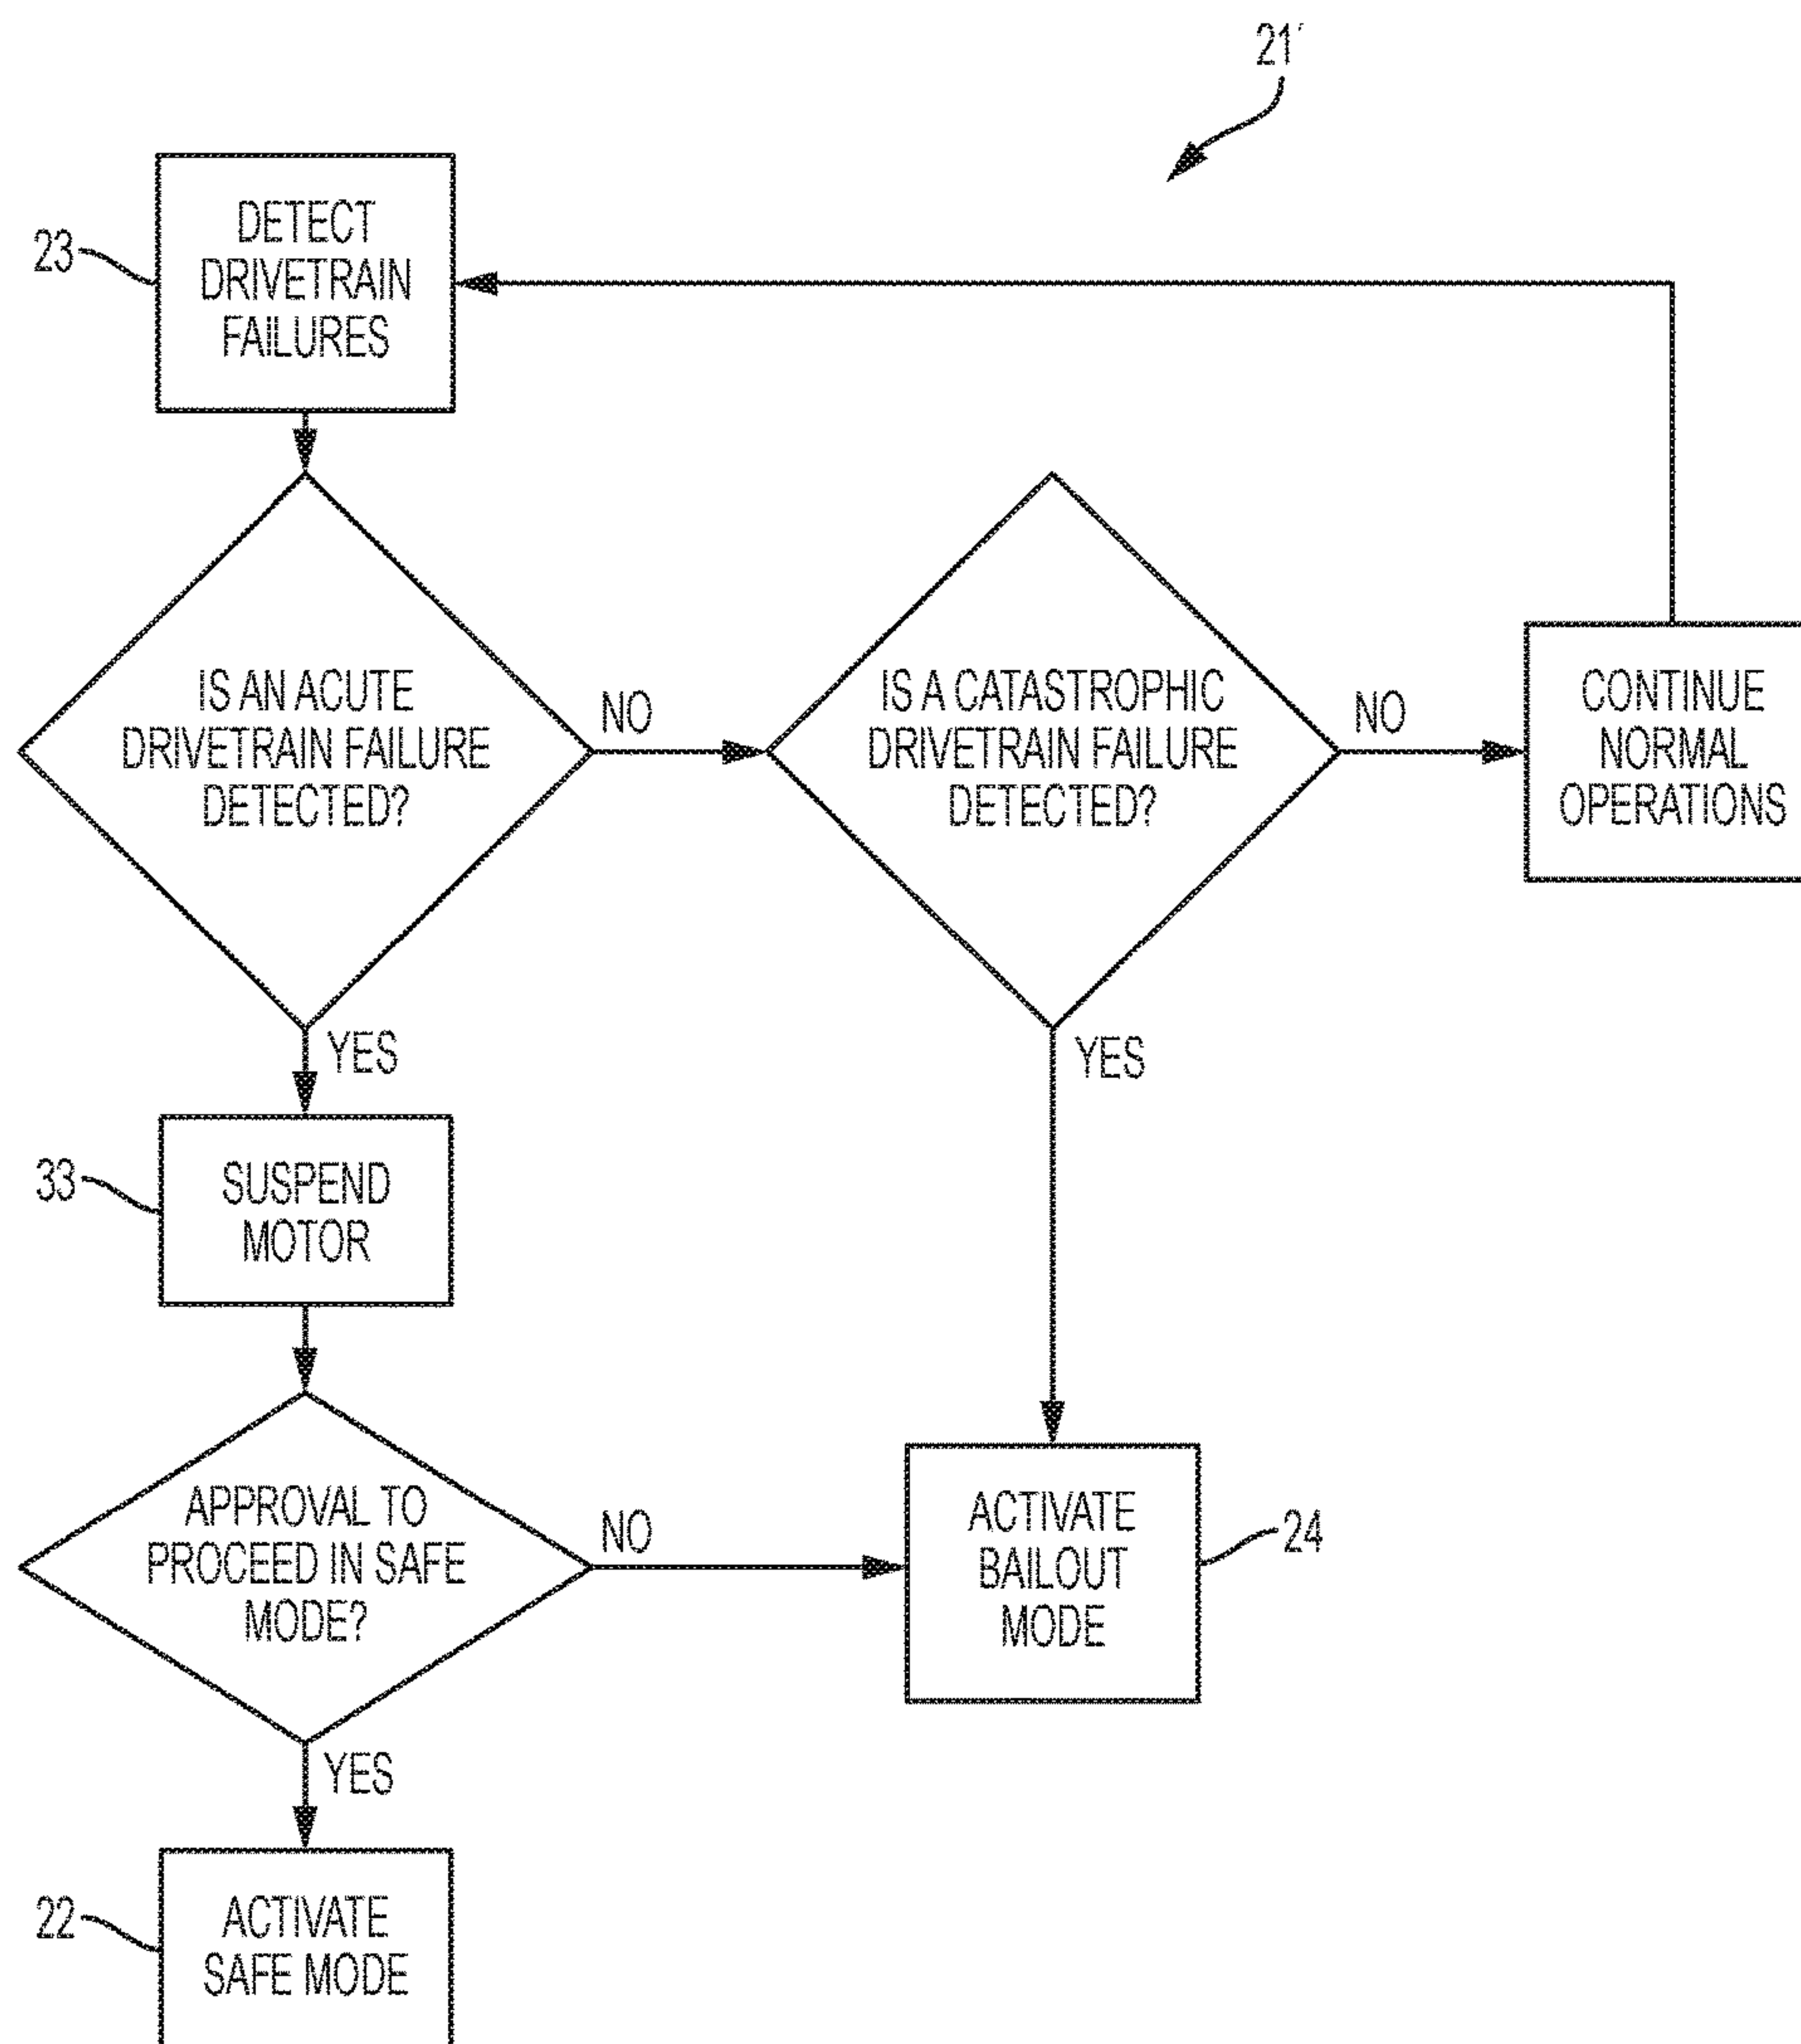 21'
23
DETECT
DRIVETRAIN
FAILURES
IS AN ACUTE
DRIVETRAIN FAILURE
DETECTED?
NO
IS A CATASTROPHIC
DRIVETRAIN FAILURE
DETECTED?
NO
CONTINUE
NORMAL
OPERATIONS
YES
YES
33
SUSPEND
MOTOR
APPROVAL TO
PROCEED IN SAFE
MODE?
NO
ACTIVATE
BAILOUT
MODE
24
YES
22
ACTIVATE
SAFE MODE